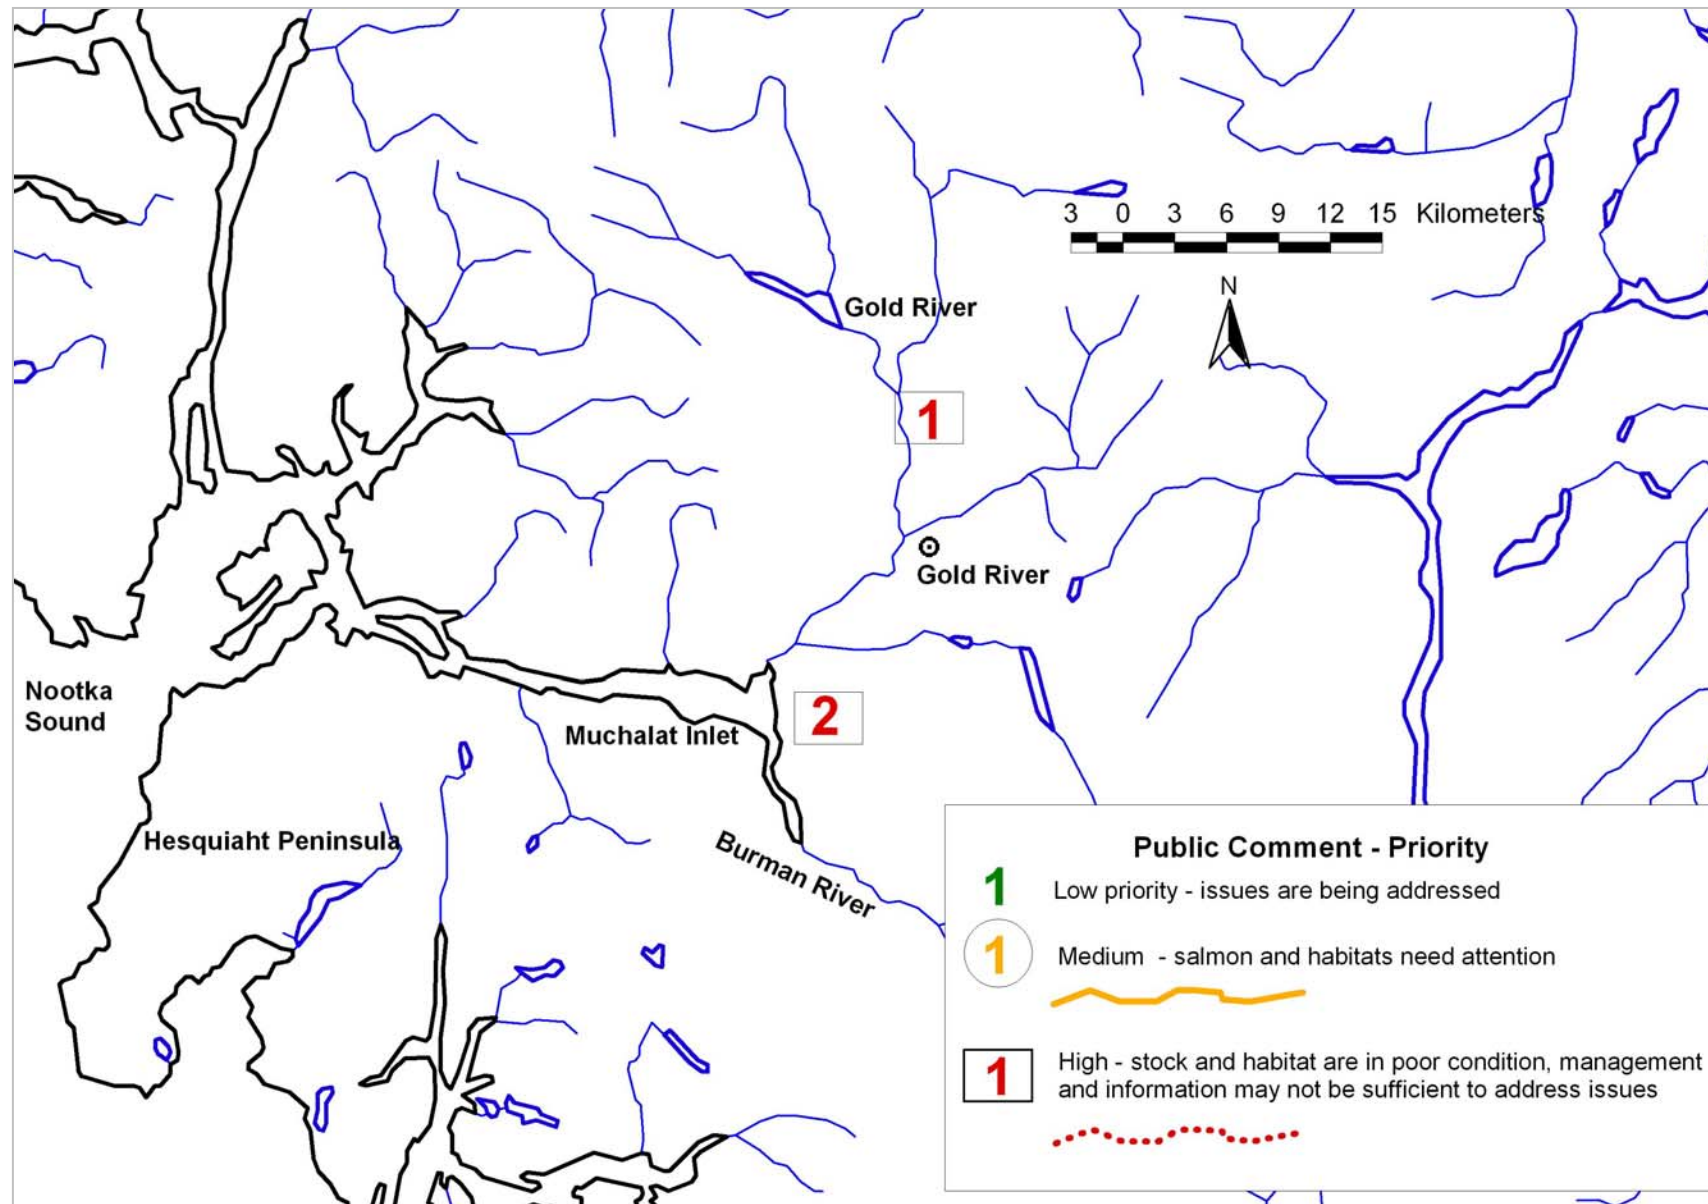 3 0 3 6 9 12 15 Kilometers
N
Gold River
1
Gold River
2
Nootka
Sound
Muchalat Inlet
Hesquiaht Peninsula
Burman River
Public Comment - Priority
1 Low priority - issues are being addressed
1 Medium - salmon and habitats need attention
1 High - stock and habitat are in poor condition, management
and information may not be sufficient to address issues